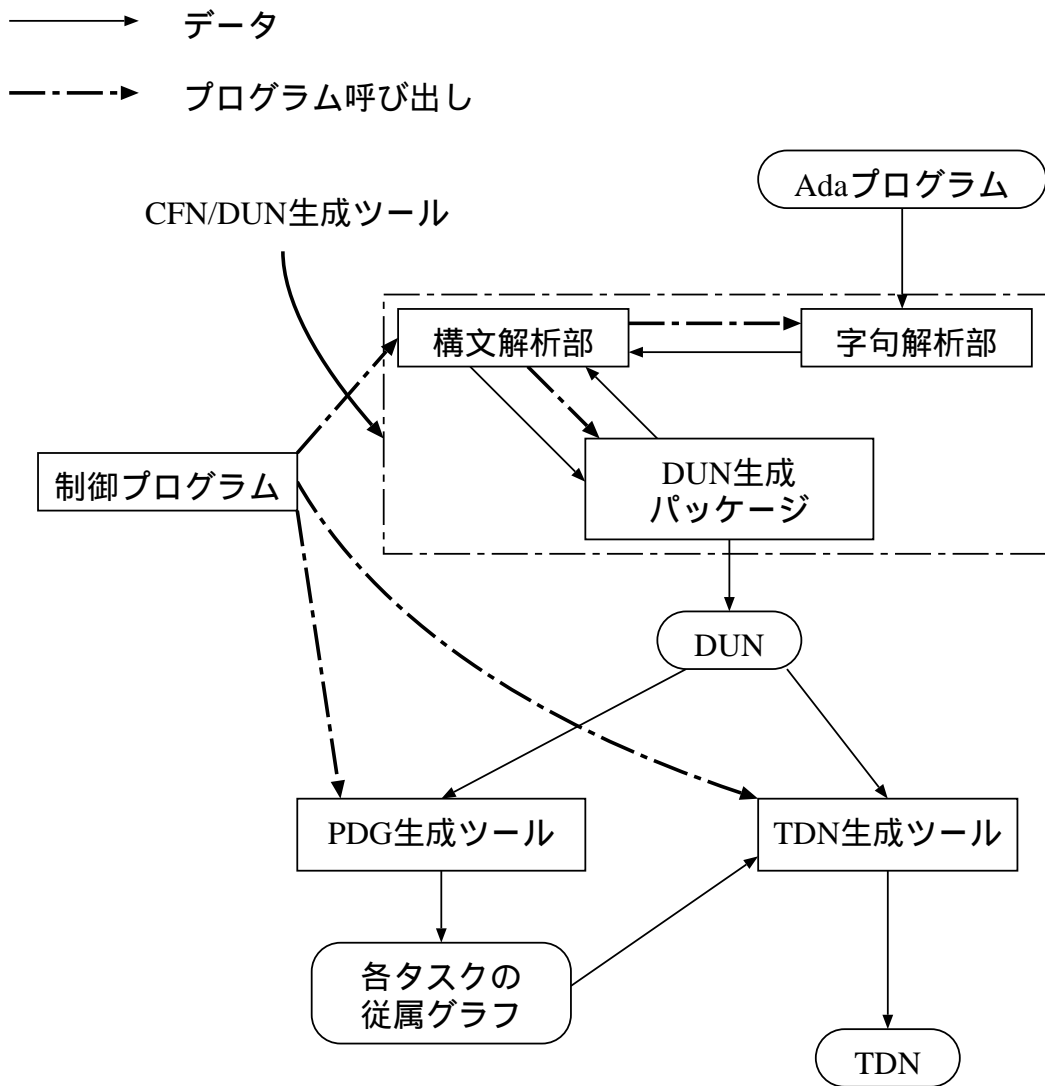 データ
プログラム呼び出し
Adaプログラム
CFN/DUN生成ツール
構文解析部
字句解析部
制御プログラム
DUN生成
パッケージ
DUN
PDG生成ツール
TDN生成ツール
各タスクの
従属グラフ
TDN